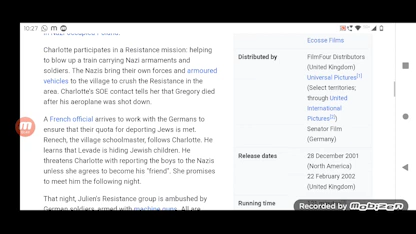 10:27
in Nazi occupied Poland.
Charlotte participates in a Resistance mission: helping
to blow up a train carrying Nazi armaments and
soldiers. The Nazis bring their own forces and armoured
vehicles to the village to crush the Resistance in the
area. Charlotte's SOE contact tells her that Gregory died
after his aeroplane was shot down.
A French official arrives to work with the Germans to
ensure that their quota for deporting Jews is met.
Renech, the village schoolmaster, follows Charlotte. He
learns that Levade is hiding Jewish children. He
threatens Charlotte with reporting the boys to the Nazis
unless she agrees to become his "friend". She promises
to meet him the following night.
That night, Julien's Resistance group is ambushed by
German soldiers, armed with machine guns. All are
Ecosse Films
Distributed by
FilmFour Distributors
(United Kingdom)
Universal Pictures[1]
(Select territories;
through United
International
Pictures[2])
Senator Film
(Germany)
Release dates
28 December 2001
(North America)
22 February 2002
(United Kingdom)
Running time
Recorded by Mobizen